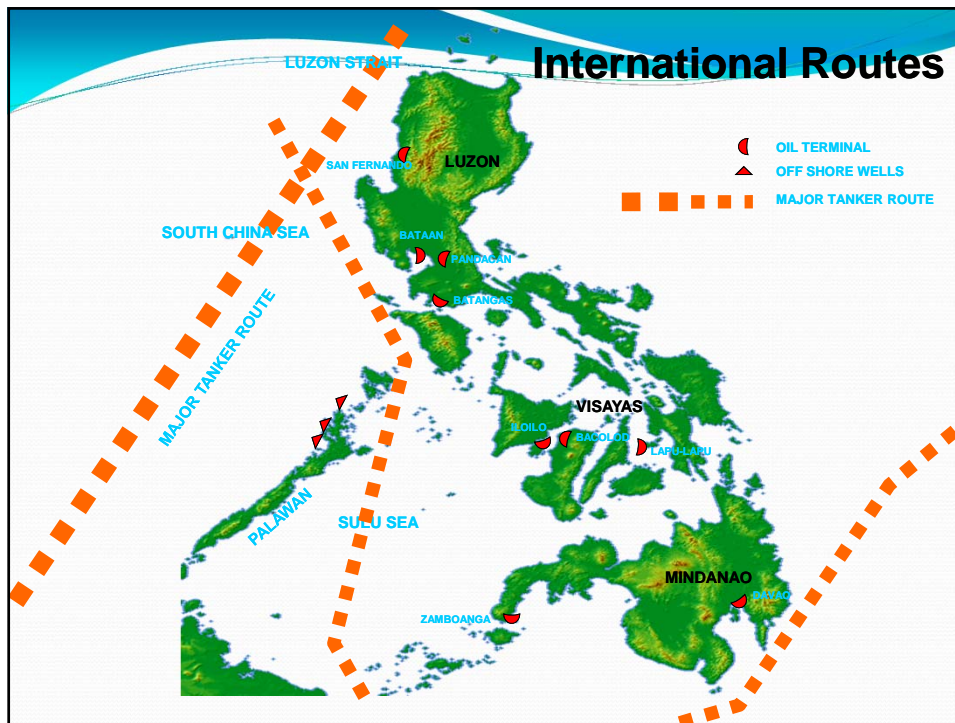 International Routes
LUZON STRAIT
OIL TERMINAL
OFF SHORE WELLS
MAJOR TANKER ROUTE
SAN FERNANDO
LUZON
SOUTH CHINA SEA
BATAAN
PANDACAN
BATANGAS
MAJOR TANKER ROUTE
VISAYAS
ILOILO
BACOLOD
LAPU-LAPU
PALAWAN
SULU SEA
MINDANAO
DAVAO
ZAMBOANGA